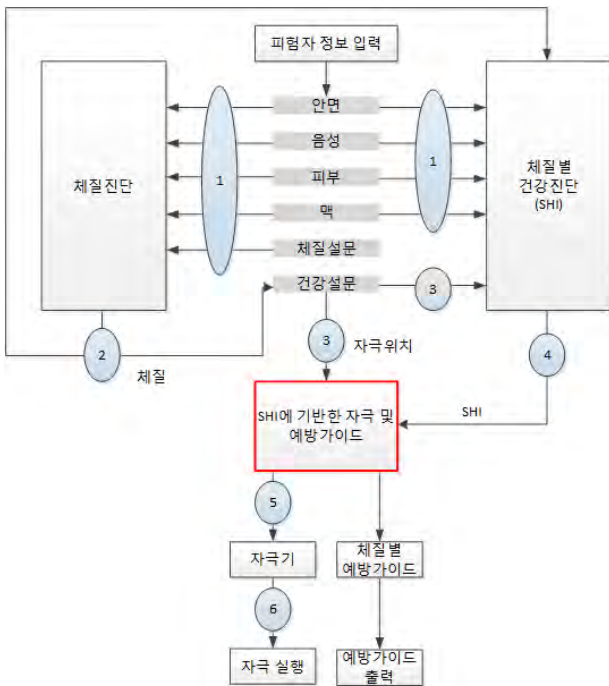 피험자 정보 입력
안면
음성
피부
맥
체질설문
건강설문
체질진단
1
1
체질별
건강진단
(SHI)
3
2
체질
3
자극위치
4
SHI에 기반한 자극 및
예방가이드
SHI
5
자극기
체질별
예방가이드
6
자극 실행
예방가이드
출력